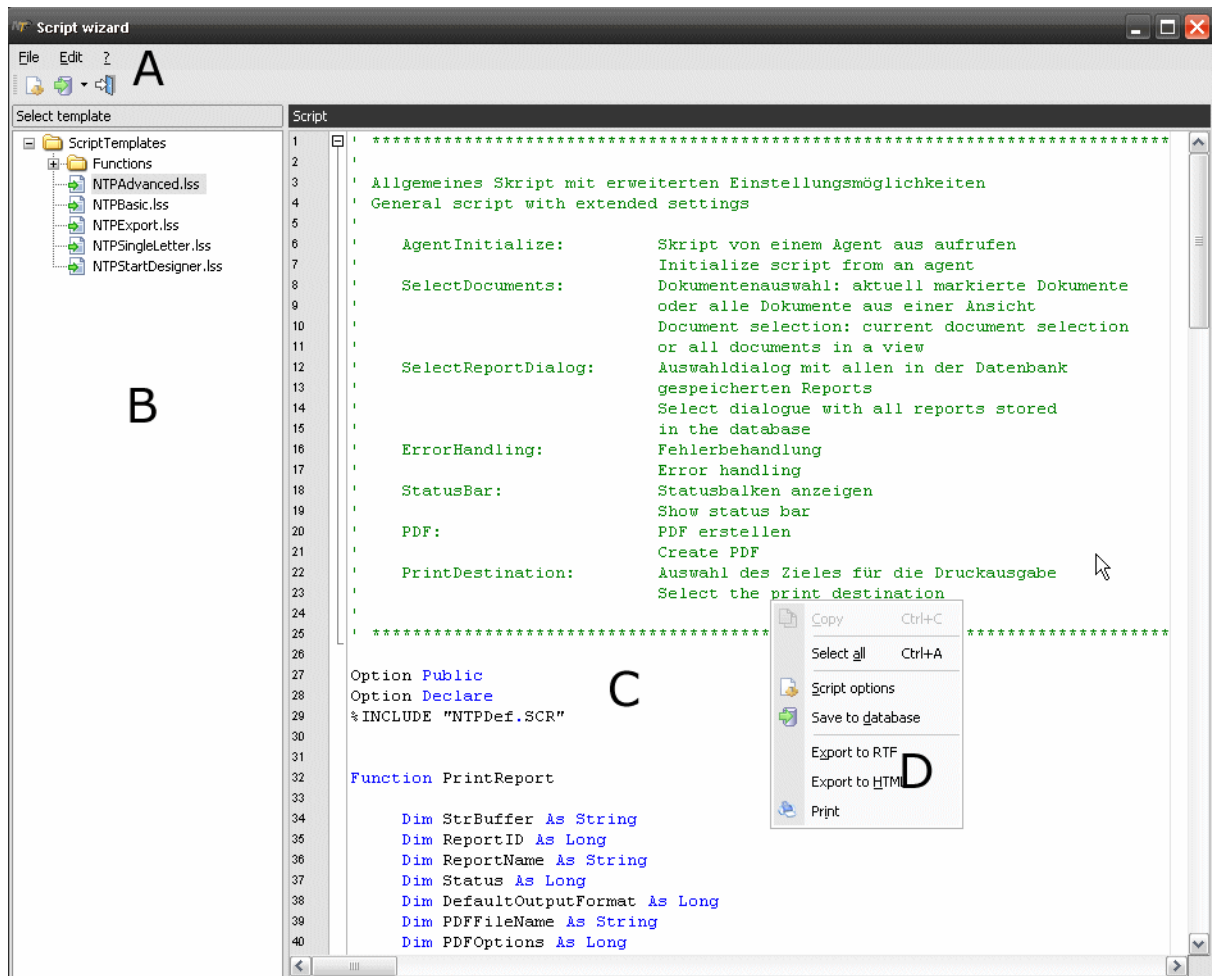 Script wizard
File Edit ?
A
Select template
Script
ScriptTemplates
Functions
NTPAdvanced.lss
NTPBasic.lss
NTPExport.lss
NTPSingleLetter.lss
NTPStartDesigner.lss
B
1 ' ******************************************************************************
2 '
3 ' Allgemeines Skript mit erweiterten Einstellungsmöglichkeiten
4 ' General script with extended settings
5 '
6 ' AgentInitialize: Skript von einem Agent aus aufrufen
7 ' Initialize script from an agent
8 ' SelectDocuments: Dokumentenauswahl: aktuell markierte Dokumente
9 ' oder alle Dokumente aus einer Ansicht
10 ' Document selection: current document selection
11 ' or all documents in a view
12 ' SelectReportDialog: Auswahldialog mit allen in der Datenbank
13 ' gespeicherten Reports
14 ' Select dialogue with all reports stored
15 ' in the database
16 ' ErrorHandling: Fehlerbehandlung
17 ' Error handling
18 ' StatusBar: Statusbalken anzeigen
19 ' Show status bar
20 ' PDF: PDF erstellen
21 ' Create PDF
22 ' PrintDestination: Auswahl des Zieles für die Druckausgabe
23 ' Select the print destination
24 '
25 ' ******************************************************************************
26
27 Option Public
28 Option Declare
29 %INCLUDE "NTPDef.SCR"
30
31
32 Function PrintReport
33
34 Dim StrBuffer As String
35 Dim ReportID As Long
36 Dim ReportName As String
37 Dim Status As Long
38 Dim DefaultOutputFormat As Long
39 Dim PDFFileName As String
40 Dim PDFOptions As Long
C
Copy Ctrl+C
Select all Ctrl+A
Script options
Save to database
Export to RTF
Export to HTML
Print
D